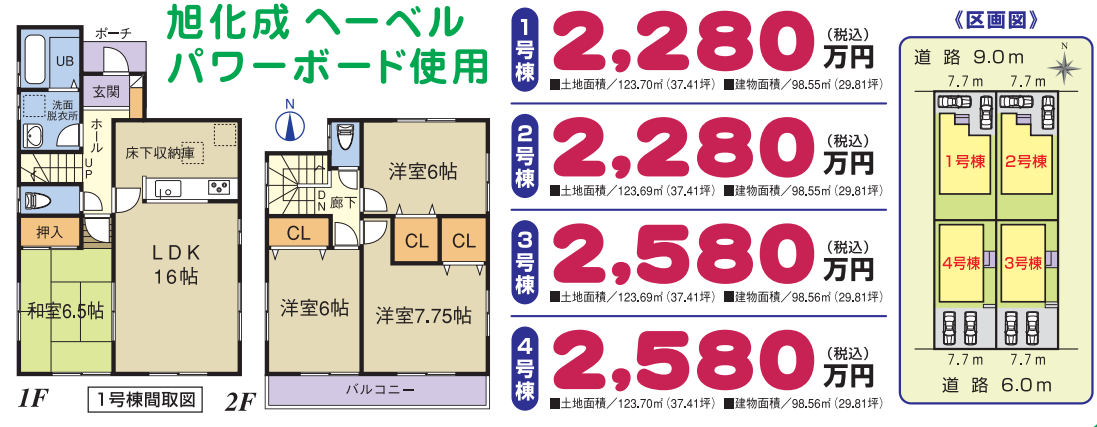 旭化成 ヘーベル
パワーボード使用
ポーチ
UB
玄関
洗面
脱衣所
ホール
UP
床下収納庫
押入
LDK
16帖
和室6.5帖
1F
1号棟間取図
N
洋室6帖
DN
廊下
CL
CL
CL
洋室6帖
洋室7.75帖
バルコニー
2F
1号棟
2,280万円(税込)
■土地面積／123.70㎡(37.41坪) ■建物面積／98.55㎡(29.81坪)
2号棟
2,280万円(税込)
■土地面積／123.69㎡(37.41坪) ■建物面積／98.55㎡(29.81坪)
3号棟
2,580万円(税込)
■土地面積／123.69㎡(37.41坪) ■建物面積／98.56㎡(29.81坪)
4号棟
2,580万円(税込)
■土地面積／123.70㎡(37.41坪) ■建物面積／98.56㎡(29.81坪)
《区画図》
道路 9.0m
N
7.7m 7.7m
1号棟 2号棟
4号棟 3号棟
7.7m 7.7m
道路 6.0m